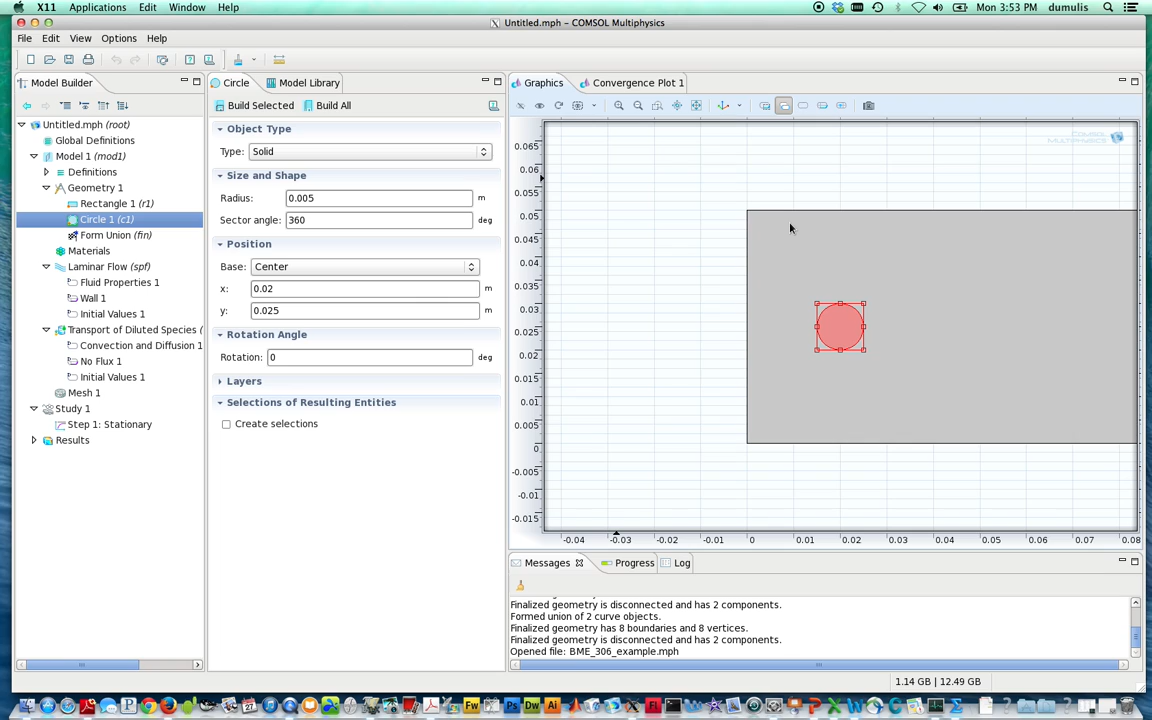 X11 Applications Edit Window Help
Mon 3:53 PM dumulis
Untitled.mph – COMSOL Multiphysics
File Edit View Options Help
Model Builder
Circle
Model Library
Graphics
Convergence Plot 1
Build Selected
Build All
Untitled.mph (root)
Global Definitions
Model 1 (mod1)
Definitions
Geometry 1
Rectangle 1 (r1)
Circle 1 (c1)
Form Union (fin)
Materials
Laminar Flow (spf)
Fluid Properties 1
Wall 1
Initial Values 1
Transport of Diluted Species (
Convection and Diffusion 1
No Flux 1
Initial Values 1
Mesh 1
Study 1
Step 1: Stationary
Results
Object Type
Type: Solid
Size and Shape
Radius: 0.005 m
Sector angle: 360 deg
Position
Base: Center
x: 0.02 m
y: 0.025 m
Rotation Angle
Rotation: 0 deg
Layers
Selections of Resulting Entities
Create selections
COMSOL
MULTIPHYSICS
0.065
0.06
0.055
0.05
0.045
0.04
0.035
0.03
0.025
0.02
0.015
0.01
0.005
0
-0.005
-0.01
-0.015
-0.04 -0.03 -0.02 -0.01 0 0.01 0.02 0.03 0.04 0.05 0.06 0.07 0.08
Messages
Progress
Log
Finalized geometry is disconnected and has 2 components.
Formed union of 2 curve objects.
Finalized geometry has 8 boundaries and 8 vertices.
Finalized geometry is disconnected and has 2 components.
Opened file: BME_306_example.mph
1.14 GB | 12.49 GB
Fw Ps Dw Ai Fl